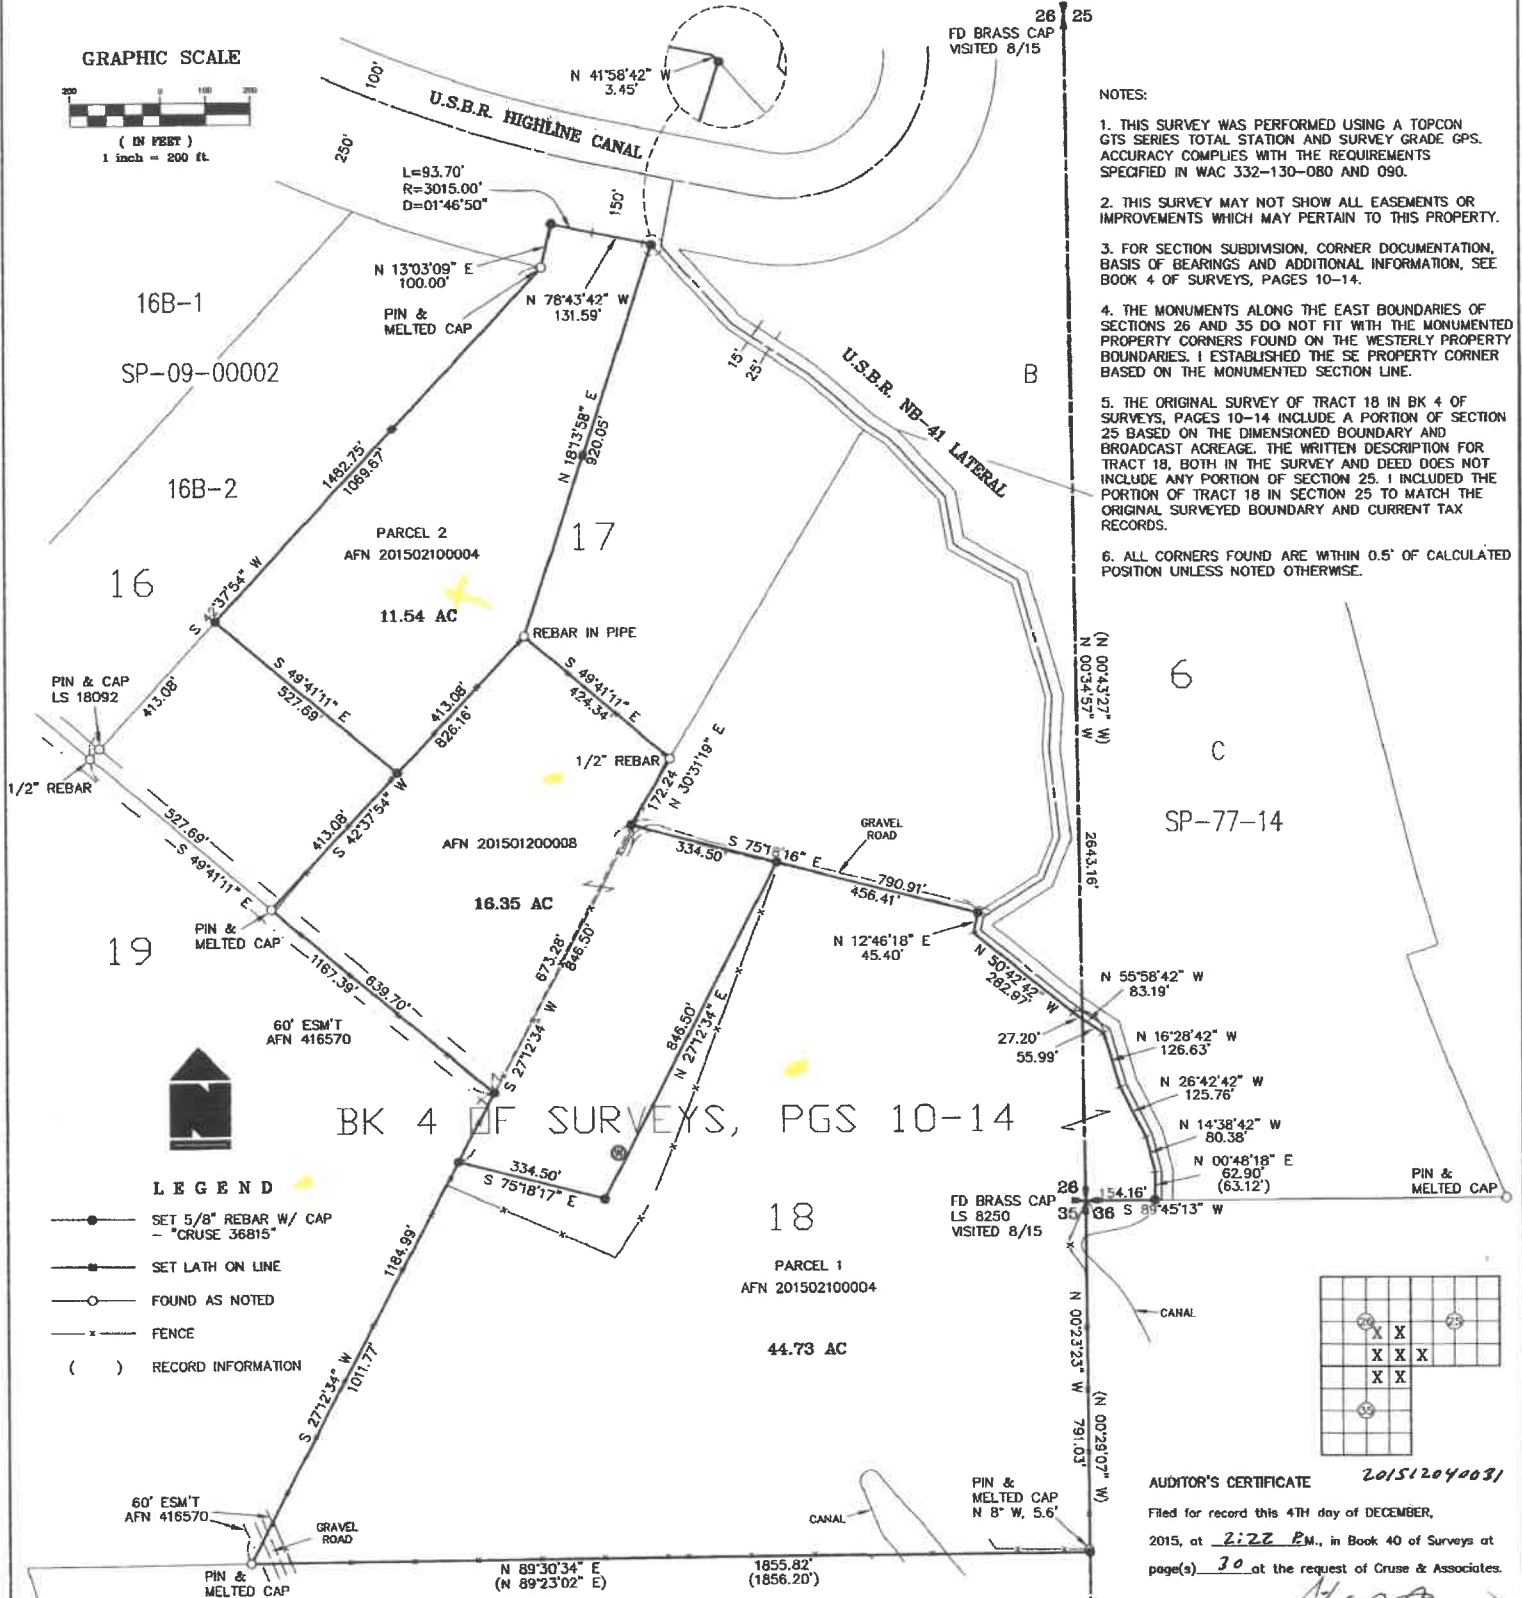 GRAPHIC SCALE
200 0 100 200
( IN FEET )
1 inch = 200 ft.
100'
250'
U.S.B.R. HIGHLINE CANAL
N 41°58'42" W
3.45'
26 25
FD BRASS CAP
VISITED 8/15
L=93.70'
R=3015.00'
D=01°46'50"
150'
N 13°03'09" E
100.00'
N 78°43'42" W
131.59'
PIN &
MELTED CAP
16B-1
SP-09-00002
16B-2
16
15'
25'
U.S.B.R. NB-41 LATERAL
B
N 18°13'58" E
920.05'
1482.75'
1069.67'
S 42°37'54" W
PARCEL 2
AFN 201502100004
11.54 AC
17
REBAR IN PIPE
PIN & CAP
LS 18092
413.08'
S 49°41'11" E
527.69'
413.08'
826.16'
S 49°41'11" E
424.34'
1/2" REBAR
1/2" REBAR
172.24
N 30°31'19" E
527.69'
S 49°41'11" E
413.08'
S 42°37'54" W
AFN 201501200008
16.35 AC
334.50'
S 75°18'16" E
GRAVEL
ROAD
790.91'
456.41'
19
PIN &
MELTED CAP
1167.39'
639.70'
60' ESM'T
AFN 416570
673.28'
846.50'
S 27°12'34" W
846.50'
N 27°12'34" E
N 12°46'18" E
45.40'
N 50°42'42" W
282.97'
N 55°58'42" W
83.19'
27.20'
55.99'
N 16°28'42" W
126.63'
N 26°42'42" W
125.76'
N 14°38'42" W
80.38'
N 00°48'18" E
62.90'
(63.12')
(N 00°43'27" W)
N 00°34'57" W
2643.16'
6
C
SP-77-14
BK 4 OF SURVEYS, PGS 10-14
334.50'
S 75°18'17" E
18
PARCEL 1
AFN 201502100004
44.73 AC
FD BRASS CAP
LS 8250
VISITED 8/15
26
35 36
154.16'
S 89°45'13" W
PIN &
MELTED CAP
CANAL
N 00°23'23" W 791.03'
(N 00°29'07" W)
N
LEGEND
SET 5/8" REBAR W/ CAP
- "CRUSE 36815"
SET LATH ON LINE
FOUND AS NOTED
x FENCE
( ) RECORD INFORMATION
1184.99'
S 27°12'34" W
1011.77'
60' ESM'T
AFN 416570
GRAVEL
ROAD
PIN &
MELTED CAP
N 89°30'34" E
(N 89°23'02" E)
1855.82'
(1856.20')
CANAL
PIN &
MELTED CAP
N 8° W, 5.6'
NOTES:
1. THIS SURVEY WAS PERFORMED USING A TOPCON
GTS SERIES TOTAL STATION AND SURVEY GRADE GPS.
ACCURACY COMPLIES WITH THE REQUIREMENTS
SPECIFIED IN WAC 332-130-080 AND 090.
2. THIS SURVEY MAY NOT SHOW ALL EASEMENTS OR
IMPROVEMENTS WHICH MAY PERTAIN TO THIS PROPERTY.
3. FOR SECTION SUBDIVISION, CORNER DOCUMENTATION,
BASIS OF BEARINGS AND ADDITIONAL INFORMATION, SEE
BOOK 4 OF SURVEYS, PAGES 10-14.
4. THE MONUMENTS ALONG THE EAST BOUNDARIES OF
SECTIONS 26 AND 35 DO NOT FIT WITH THE MONUMENTED
PROPERTY CORNERS FOUND ON THE WESTERLY PROPERTY
BOUNDARIES. I ESTABLISHED THE SE PROPERTY CORNER
BASED ON THE MONUMENTED SECTION LINE.
5. THE ORIGINAL SURVEY OF TRACT 18 IN BK 4 OF
SURVEYS, PAGES 10-14 INCLUDE A PORTION OF SECTION
25 BASED ON THE DIMENSIONED BOUNDARY AND
BROADCAST ACREAGE. THE WRITTEN DESCRIPTION FOR
TRACT 18, BOTH IN THE SURVEY AND DEED DOES NOT
INCLUDE ANY PORTION OF SECTION 25. I INCLUDED THE
PORTION OF TRACT 18 IN SECTION 25 TO MATCH THE
ORIGINAL SURVEYED BOUNDARY AND CURRENT TAX
RECORDS.
6. ALL CORNERS FOUND ARE WITHIN 0.5' OF CALCULATED
POSITION UNLESS NOTED OTHERWISE.
26 25
X X
X X X
X X
35
201512040031
AUDITOR'S CERTIFICATE
Filed for record this 4TH day of DECEMBER,
2015, at 2:22 P.M., in Book 40 of Surveys at
page(s) 30 at the request of Cruse & Associates.